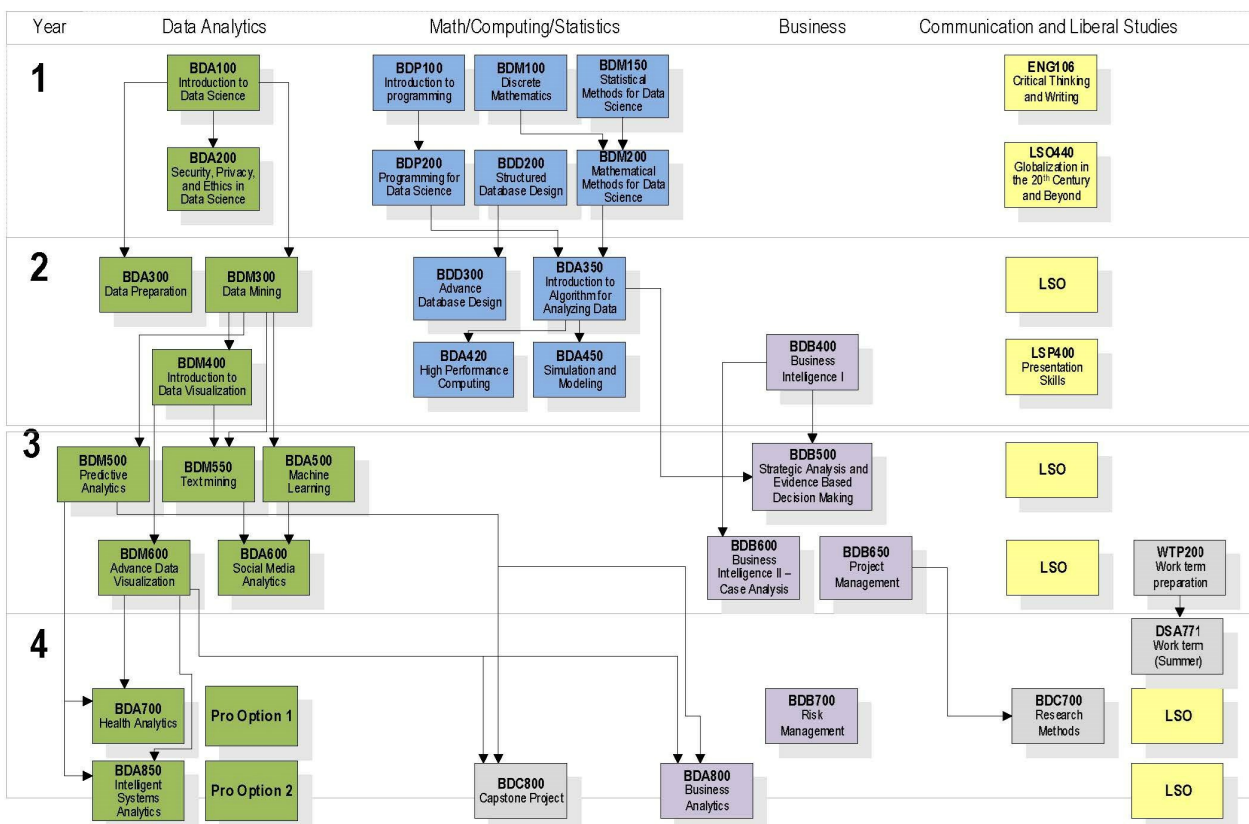 Year
Data Analytics
Math/Computing/Statistics
Business
Communication and Liberal Studies
1
BDA100
Introduction to
Data Science
BDP100
Introduction to
programming
BDM100
Discrete
Mathematics
BDM150
Statistical
Methods for Data
Science
ENG106
Critical Thinking
and Writing
BDA200
Security, Privacy,
and Ethics in
Data Science
BDP200
Programming for
Data Science
BDD200
Structured
Database Design
BDM200
Mathematical
Methods for Data
Science
LSO440
Globalization in
the 20th Century
and Beyond
2
BDA300
Data Preparation
BDM300
Data Mining
BDD300
Advance
Database Design
BDA350
Introduction to
Algorithm for
Analyzing Data
LSO
BDM400
Introduction to
Data Visualization
BDA420
High Performance
Computing
BDA450
Simulation and
Modeling
BDB400
Business
Intelligence I
LSP400
Presentation
Skills
3
BDM500
Predictive
Analytics
BDM550
Text mining
BDA500
Machine
Learning
BDB500
Strategic Analysis and
Evidence Based
Decision Making
LSO
BDM600
Advance Data
Visualization
BDA600
Social Media
Analytics
BDB600
Business
Intelligence II –
Case Analysis
BDB650
Project
Management
LSO
WTP200
Work term
preparation
4
DSA771
Work term
(Summer)
BDA700
Health Analytics
Pro Option 1
BDB700
Risk
Management
BDC700
Research
Methods
LSO
BDA850
Intelligent
Systems
Analytics
Pro Option 2
BDC800
Capstone Project
BDA800
Business
Analytics
LSO